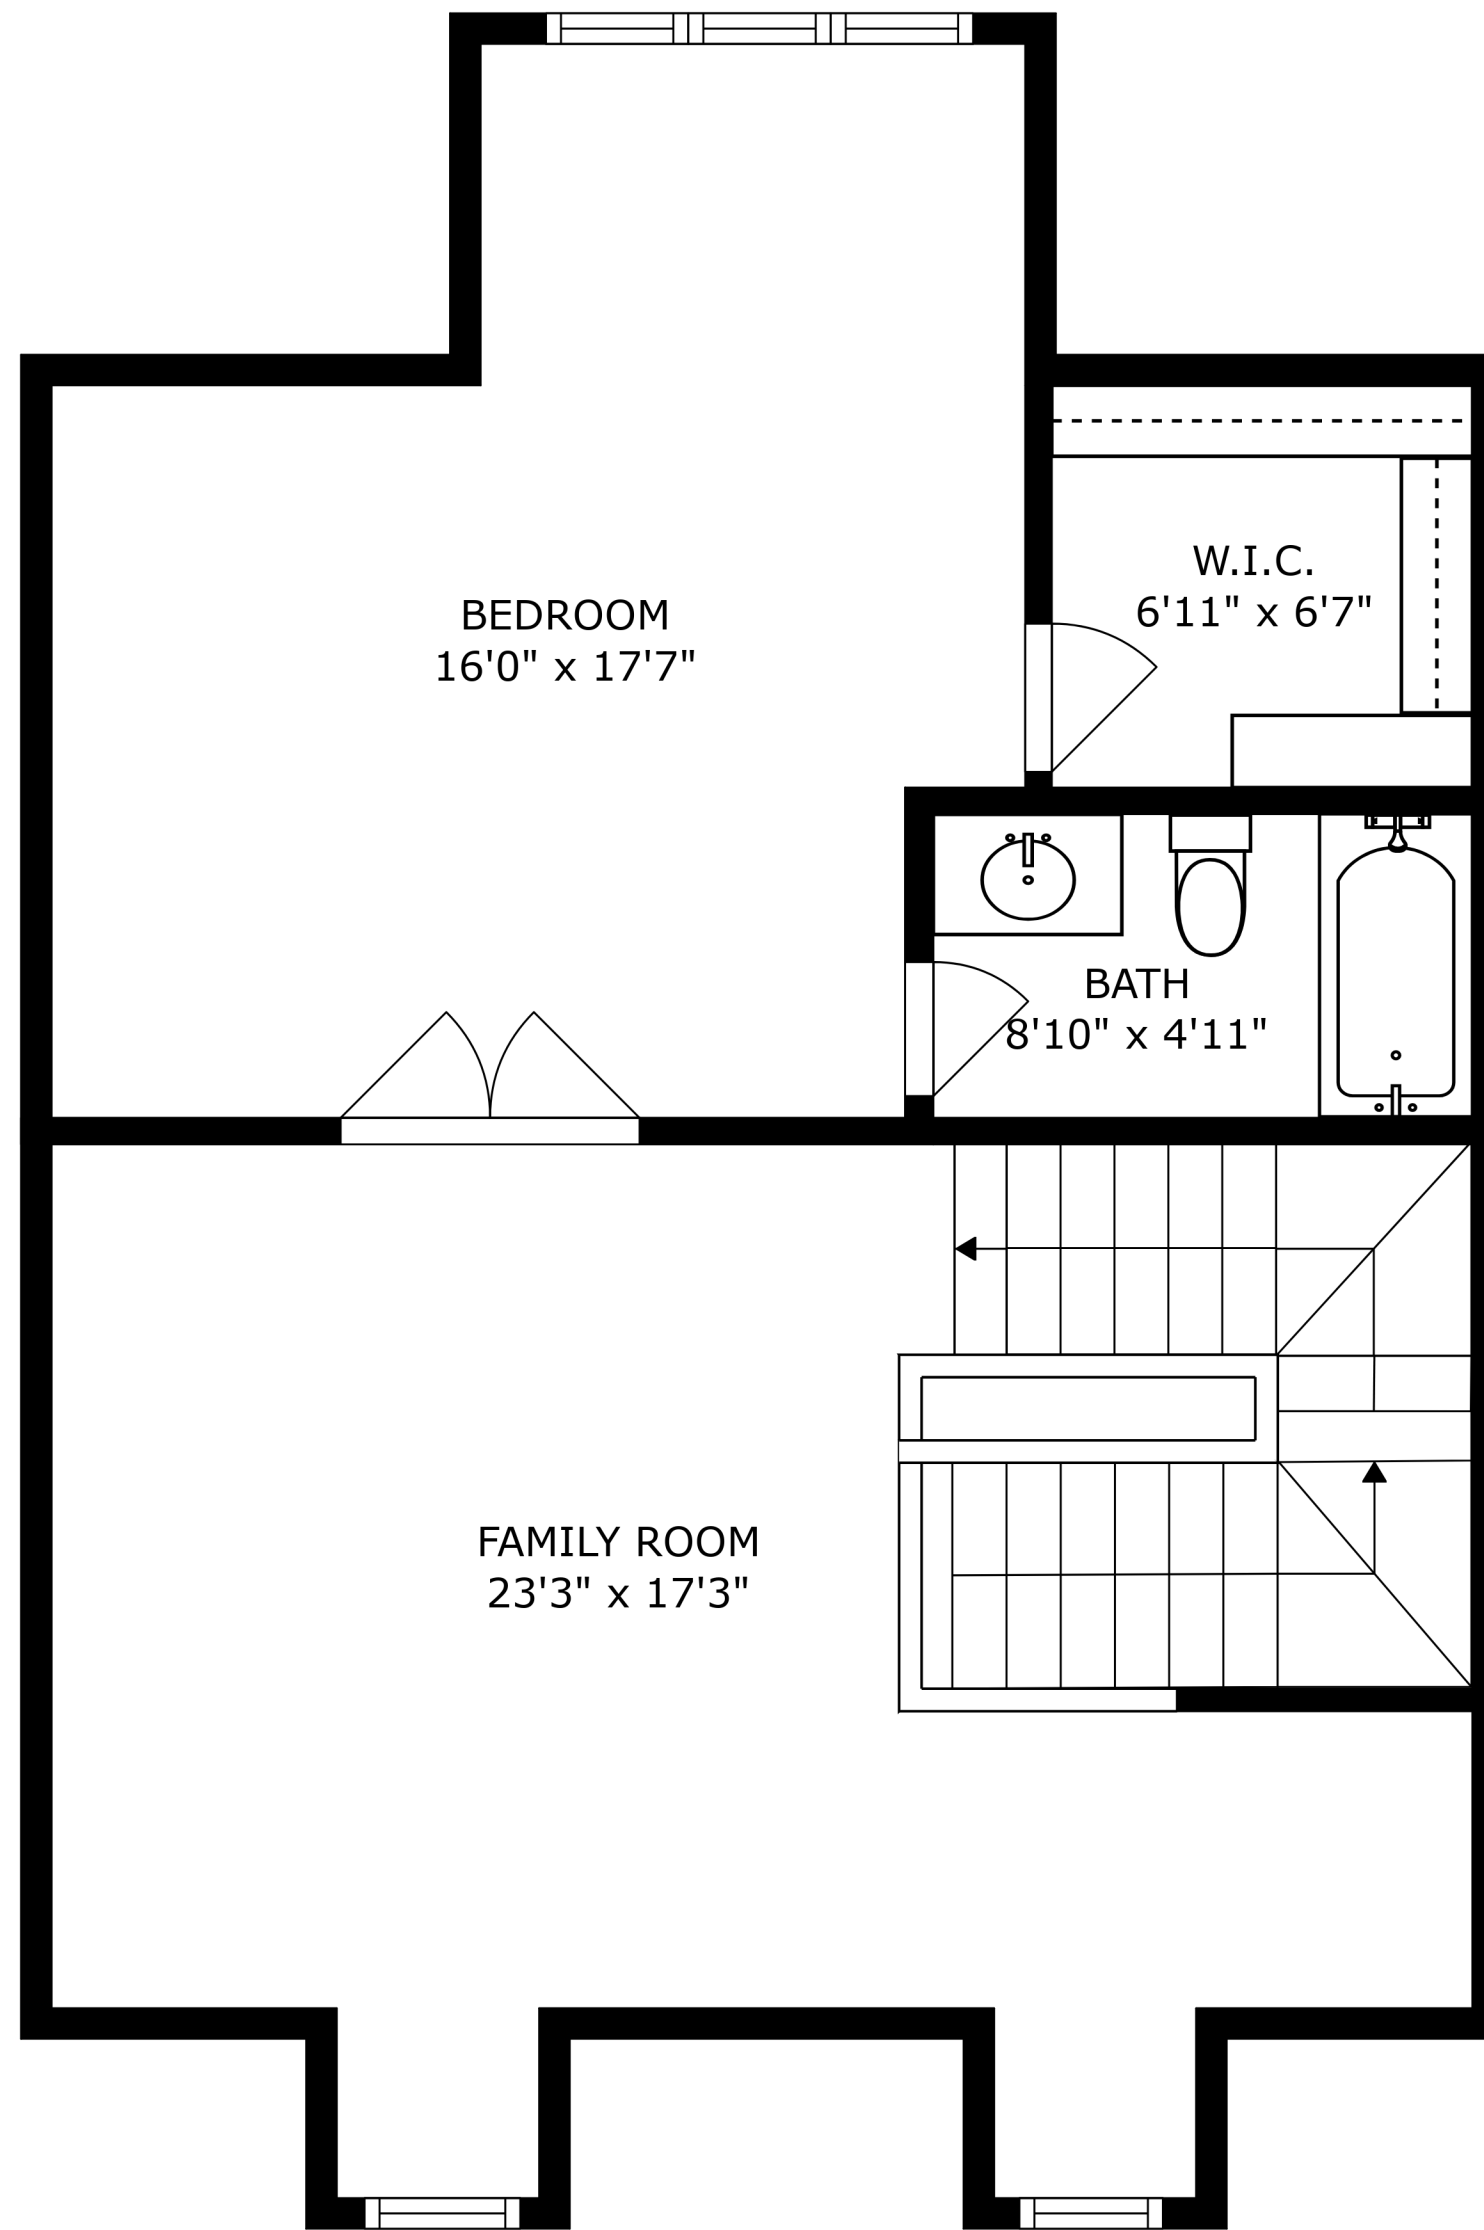 W.I.C.
6'11" x 6'7"
BEDROOM
16'0" x 17'7"
BATH
8'10" x 4'11"
FAMILY ROOM
23'3" x 17'3"